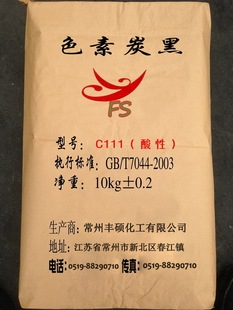 色素炭黑
FS
型号：C111（酸性）
执行标准：GB/T7044-2003
净重：10kg±0.2
生产商：常州丰硕化工有限公司
地址：江苏省常州市新北区春江镇
电话：0519-88290710 传真：0519-88290710